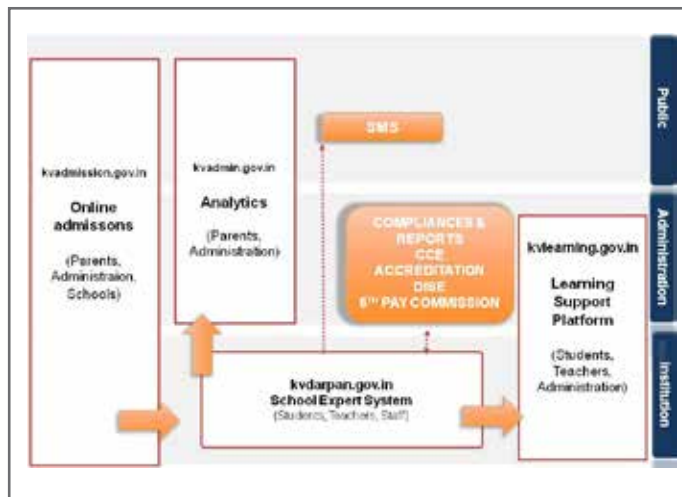 kvadmission.gov.in
Online
admissons
(Parents,
Administraion,
Schools)
kvadmin.gov.in
Analytics
(Parents,
Administration)
SMS
COMPLIANCES &
REPORTS
CCE,
ACCREDITATION
DISE
6TH PAY COMMISSION
kvdarpan.gov.in
School Expert System
(Students, Teachers, Staff)
kvlearning.gov.in
Learning
Support
Platform
(Students,
Teachers,
Administration)
Public
Administration
Institution